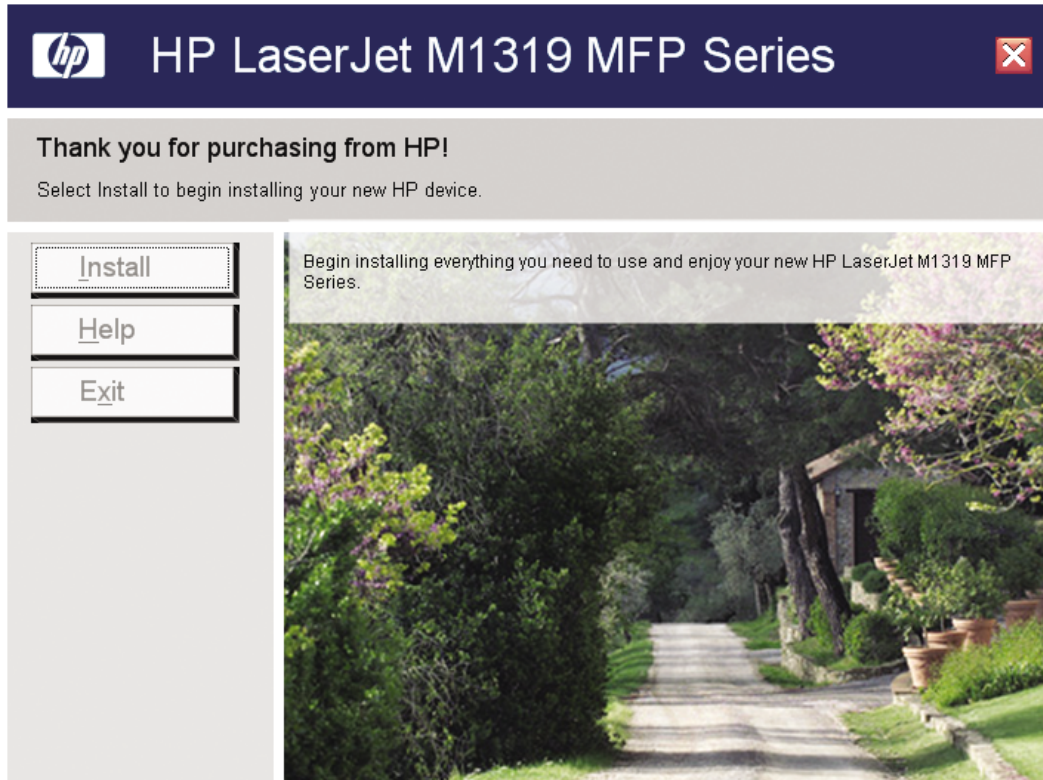 hp HP LaserJet M1319 MFP Series
Thank you for purchasing from HP!
Select Install to begin installing your new HP device.
Install
Help
Exit
Begin installing everything you need to use and enjoy your new HP LaserJet M1319 MFP
Series.